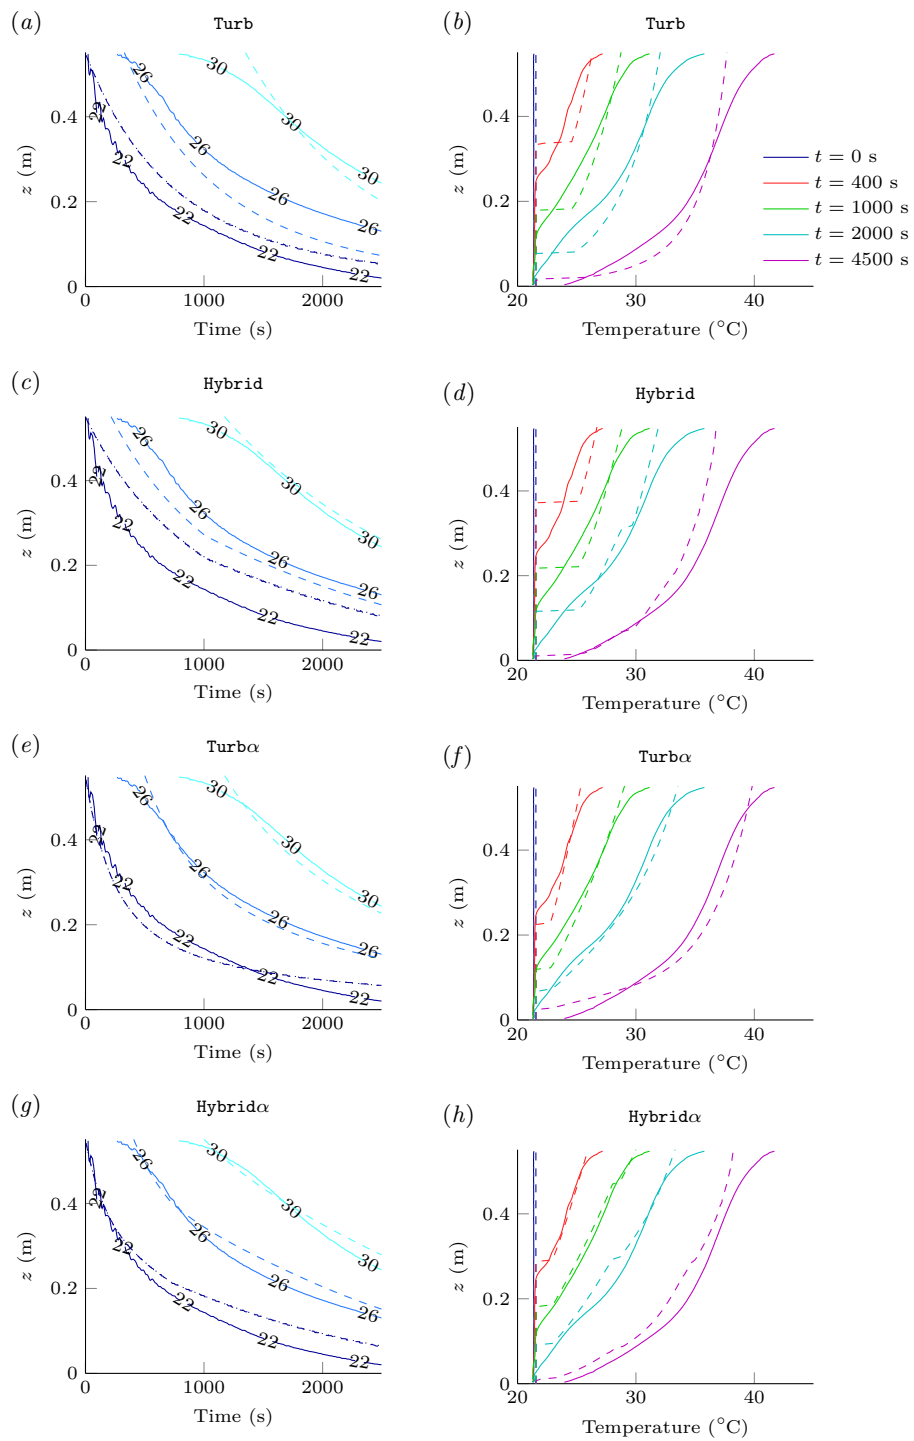 (a) Turb
26
30
22
30
0.4
22
26
30
22
26
0.2
22
22
0
0 1000 2000
z (m)
Time (s)
(b) Turb
0.4
0.2
0
20 30 40
z (m)
Temperature (°C)
t = 0 s
t = 400 s
t = 1000 s
t = 2000 s
t = 4500 s
(c) Hybrid
26
30
22
30
0.4
22
26
30
22
26
0.2
22
22
0
0 1000 2000
z (m)
Time (s)
(d) Hybrid
0.4
0.2
0
20 30 40
z (m)
Temperature (°C)
(e) Turbα
26
30
22
30
0.4
22
26
30
22
26
0.2
22
22
0
0 1000 2000
z (m)
Time (s)
(f) Turbα
0.4
0.2
0
20 30 40
z (m)
Temperature (°C)
(g) Hybridα
26
30
22
30
0.4
22
26
30
22
26
0.2
22
22
0
0 1000 2000
z (m)
Time (s)
(h) Hybridα
0.4
0.2
0
20 30 40
z (m)
Temperature (°C)